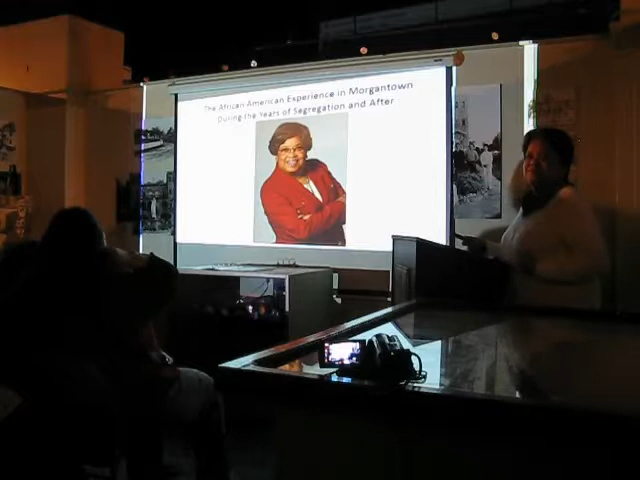 The African American Experience in Morgantown
During the Years of Segregation and After